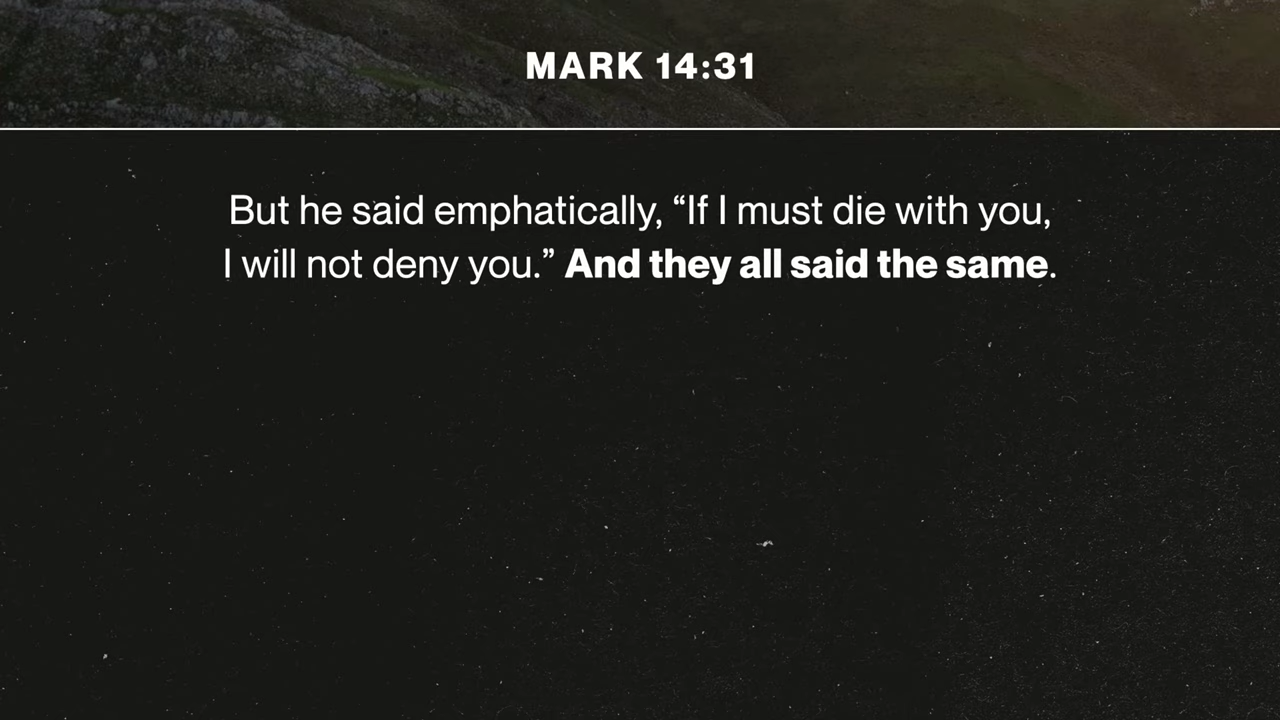 MARK 14:31
But he said emphatically, “If I must die with you,
I will not deny you.” And they all said the same.